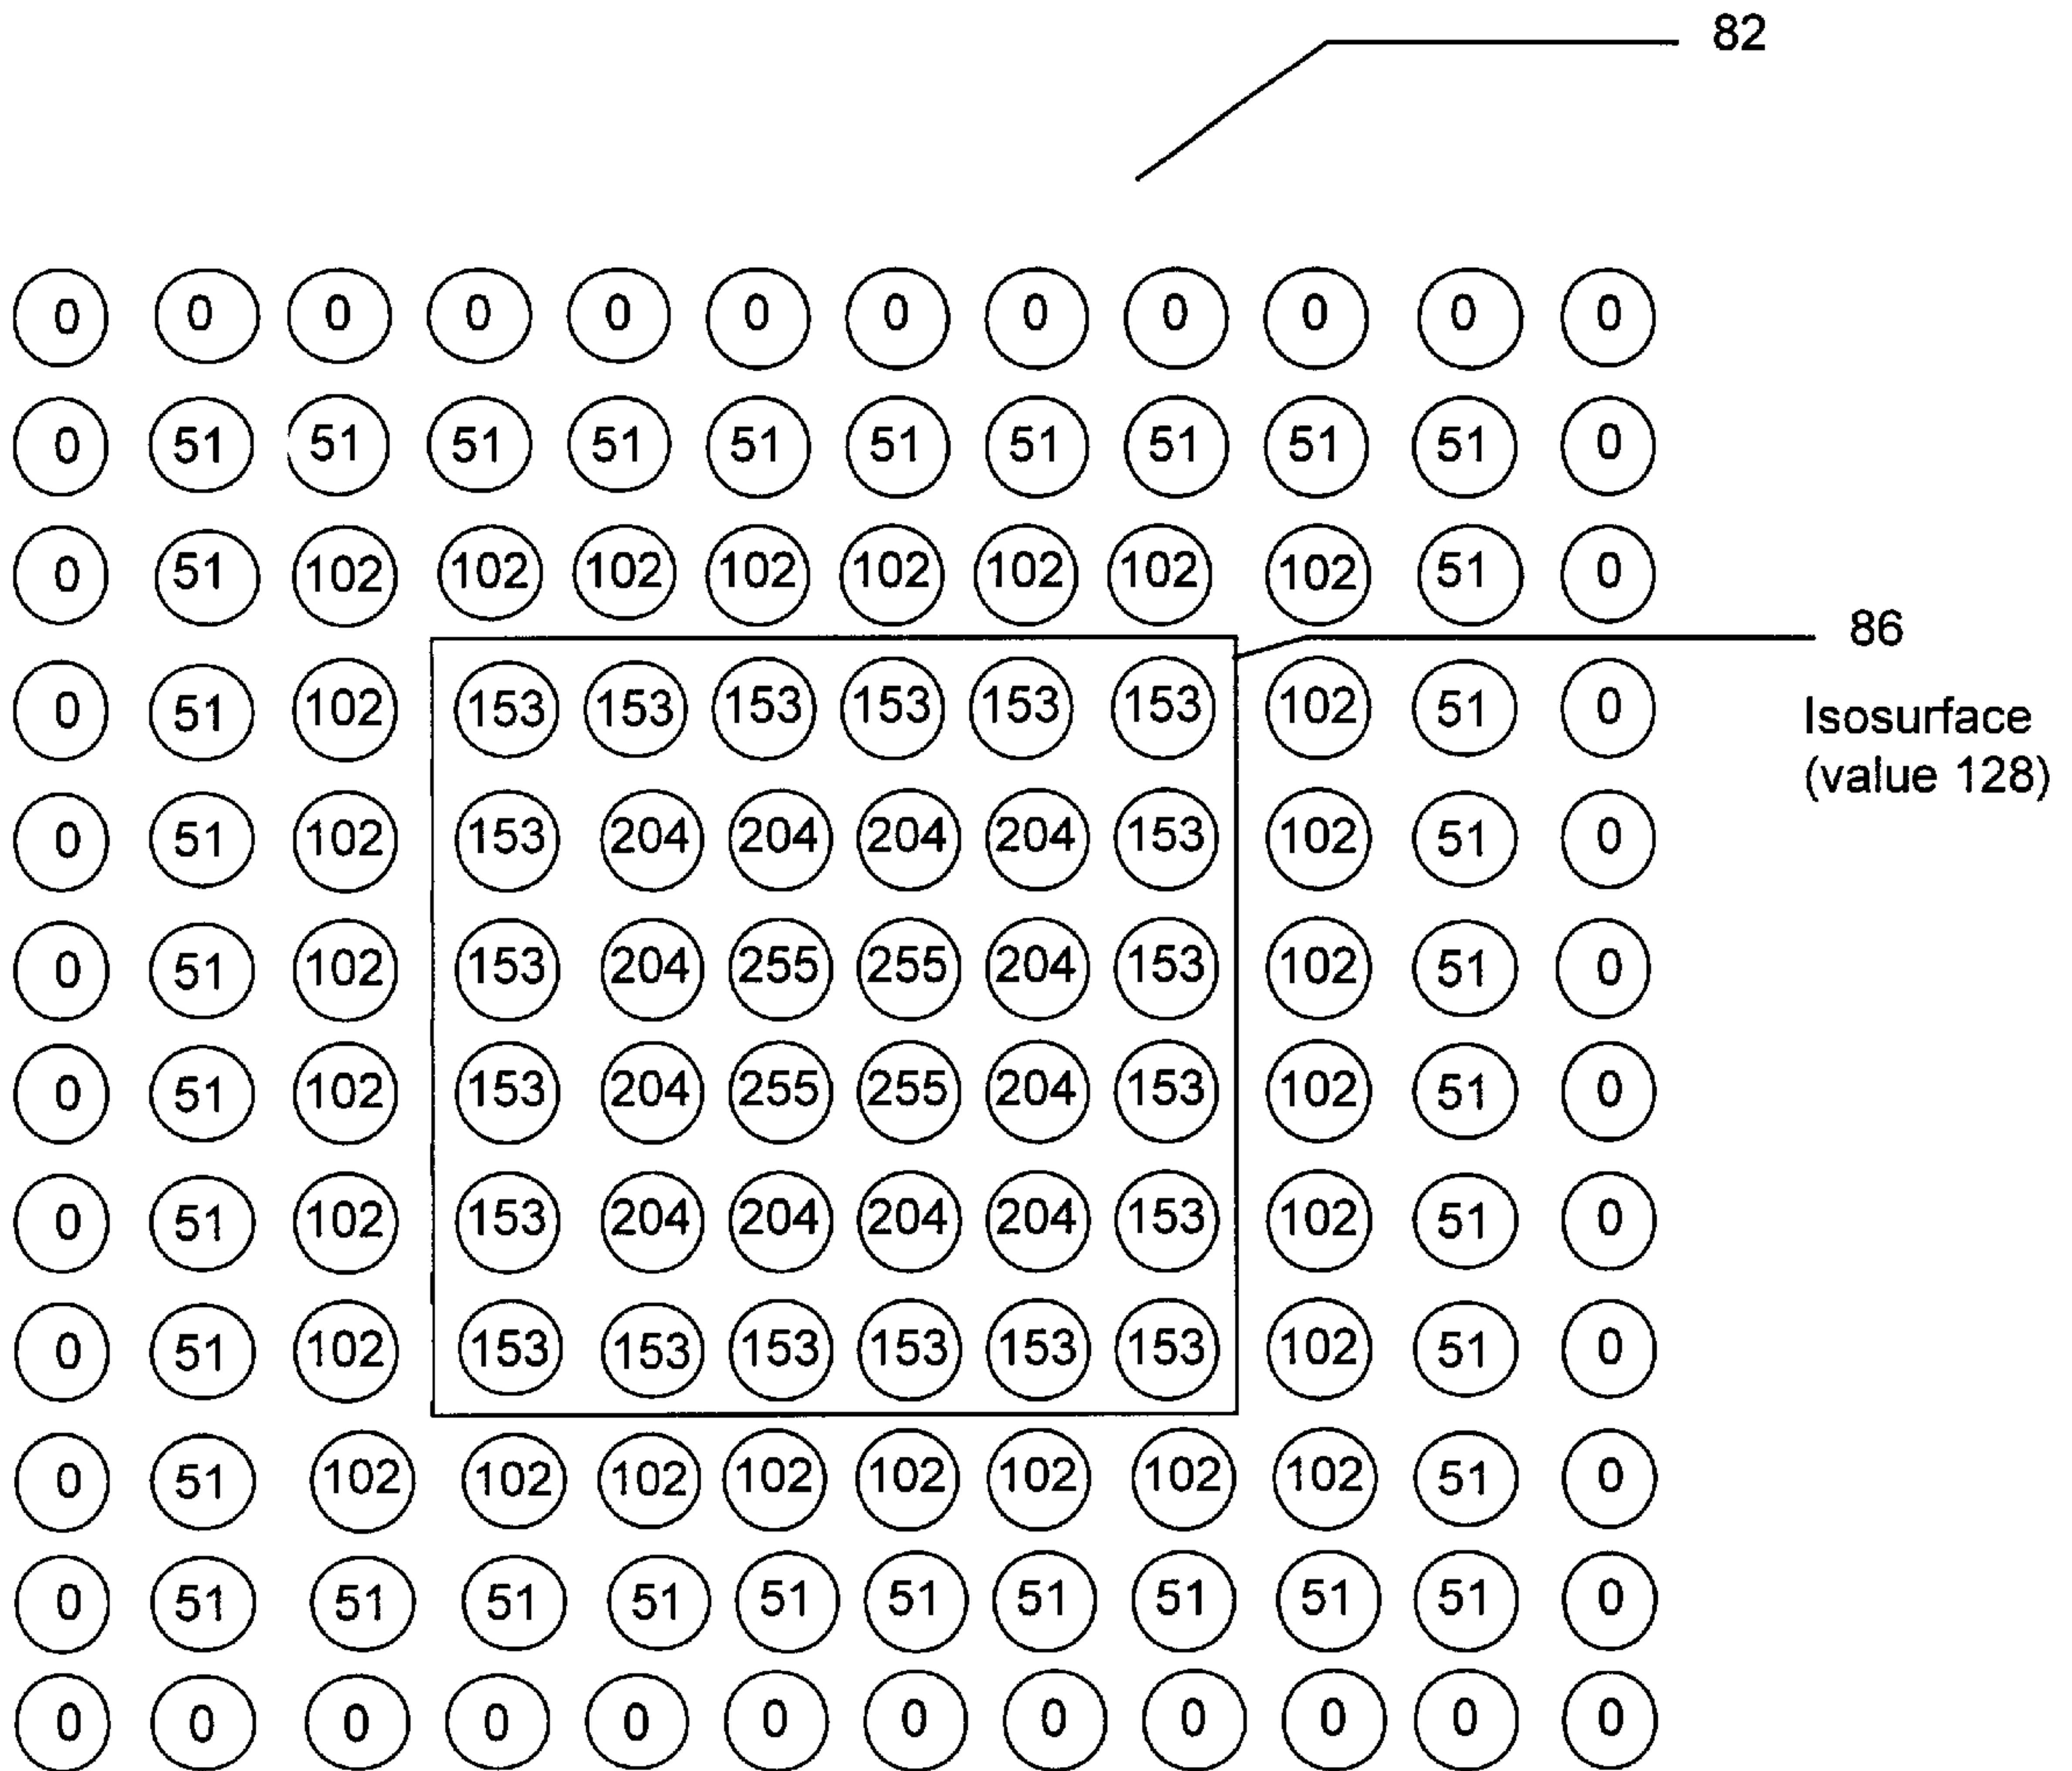 82
0 0 0 0 0 0 0 0 0 0 0 0
0 51 51 51 51 51 51 51 51 51 51 0
0 51 102 102 102 102 102 102 102 102 51 0
86
0 51 102 153 153 153 153 153 153 102 51 0
Isosurface
(value 128)
0 51 102 153 204 204 204 204 153 102 51 0
0 51 102 153 204 255 255 204 153 102 51 0
0 51 102 153 204 255 255 204 153 102 51 0
0 51 102 153 204 204 204 204 153 102 51 0
0 51 102 153 153 153 153 153 153 102 51 0
0 51 102 102 102 102 102 102 102 102 51 0
0 51 51 51 51 51 51 51 51 51 51 0
0 0 0 0 0 0 0 0 0 0 0 0